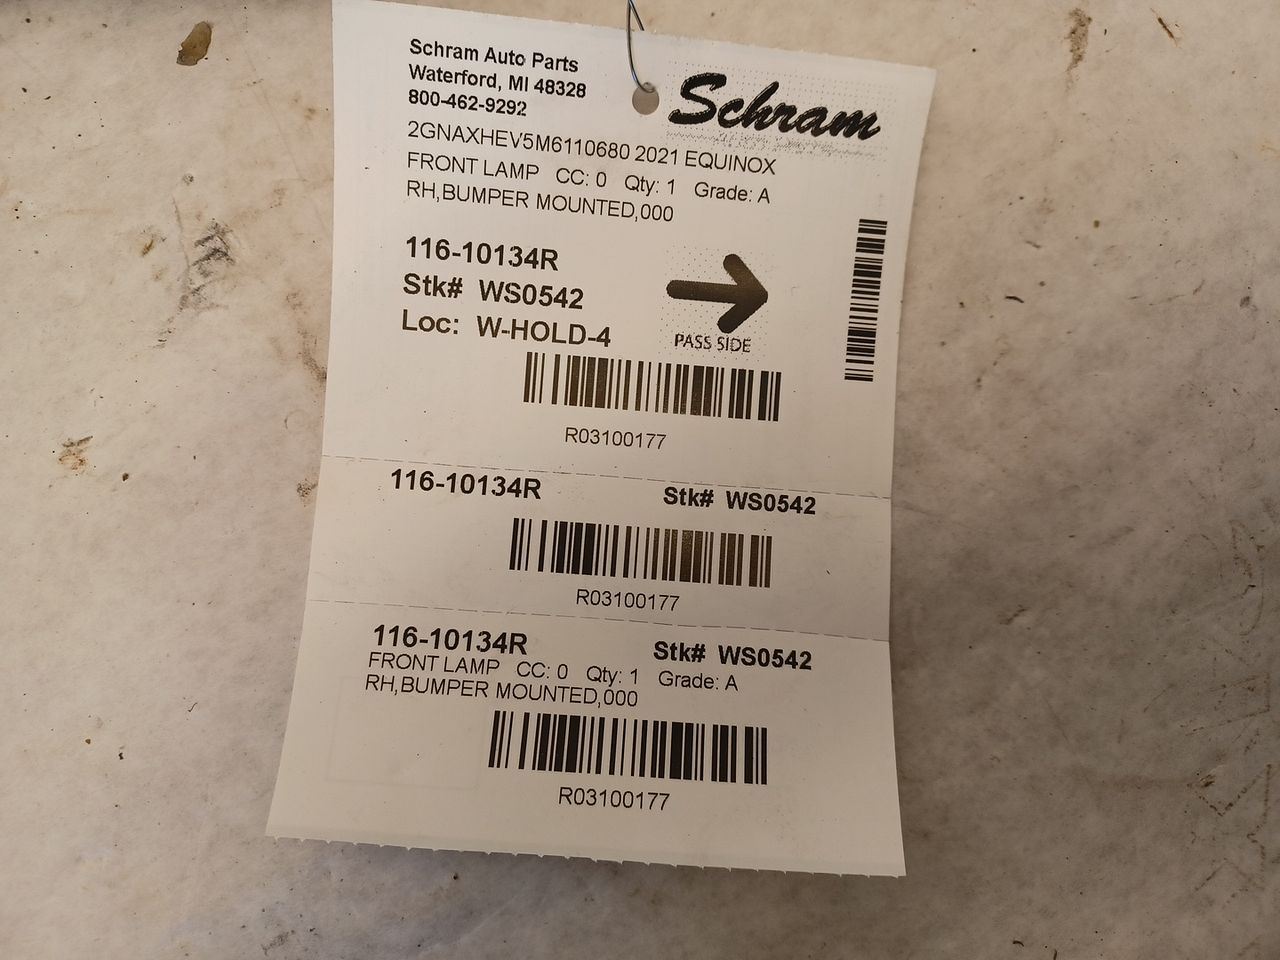 Schram Auto Parts
Waterford, MI 48328
800-462-9292
Schram
2GNAXHEV5M6110680 2021 EQUINOX
FRONT LAMP CC: 0 Qty: 1 Grade: A
RH,BUMPER MOUNTED,000
116-10134R
Stk# WS0542
Loc: W-HOLD-4
PASS SIDE
R03100177
116-10134R Stk# WS0542
R03100177
116-10134R Stk# WS0542
FRONT LAMP CC: 0 Qty: 1 Grade: A
RH,BUMPER MOUNTED,000
R03100177